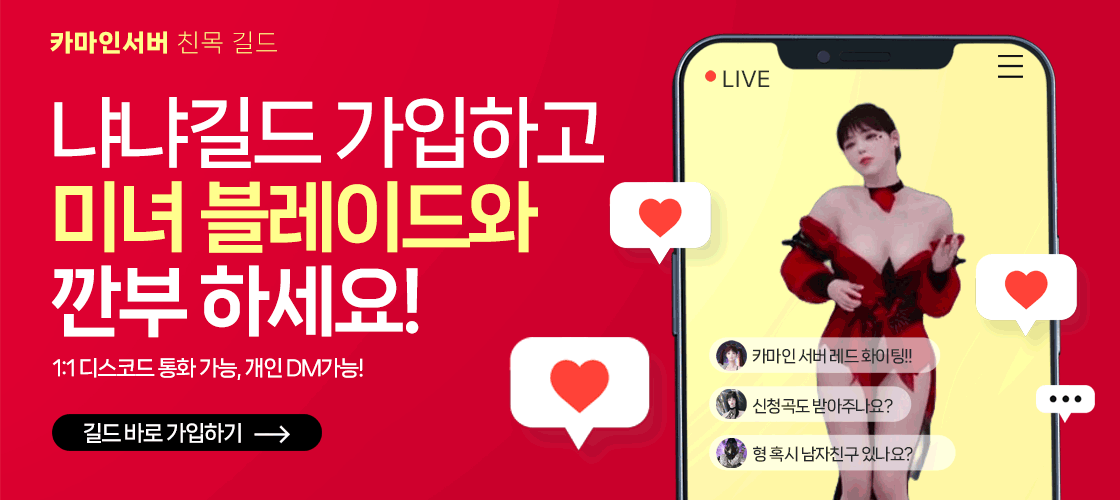 카마인서버 친목 길드
냐냐길드 가입하고
미녀 블레이드와
깐부 하세요!
1:1 디스코드 통화 가능, 개인 DM가능!
길드 바로 가입하기
LIVE
카마인 서버 레드 화이팅!!
신청곡도 받아주나요?
형 혹시 남자친구 있나요?